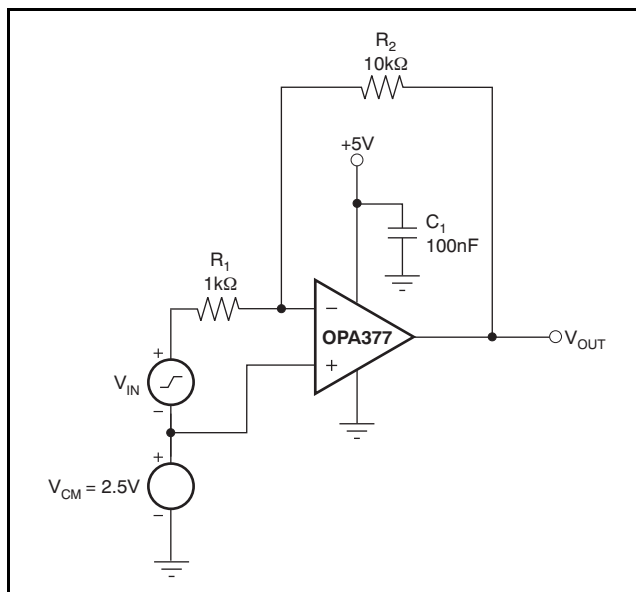 R2
10kΩ
+5V
C1
100nF
R1
1kΩ
−
OPA377
+
VOUT
+
VIN
−
+
VCM = 2.5V
−